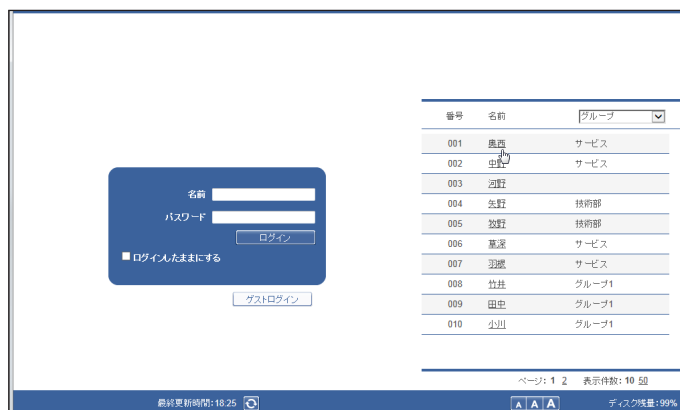 番号 名前 グループ
001 奥西 サービス
002 中野 サービス
003 河野
004 矢野 技術部
005 牧野 技術部
006 草深 サービス
007 羽根 サービス
008 竹井 グループ1
009 田中 グループ1
010 小川 グループ1
名前
パスワード
ログイン
ログインしたままにする
ゲストログイン
ページ: 1 2 表示件数: 10 50
最終更新時間:18:25 A A A ディスク残量:99%